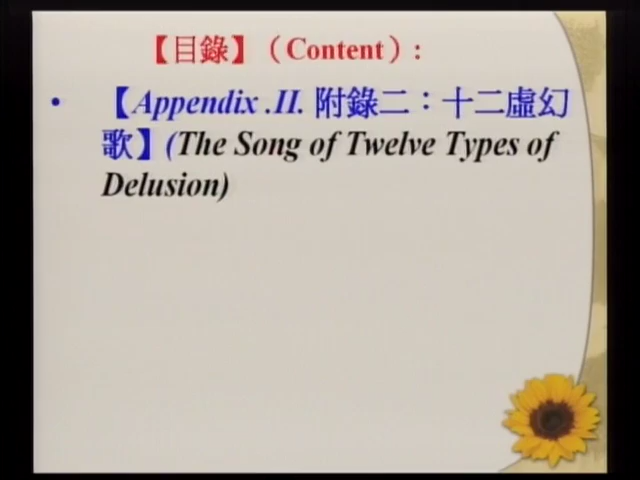 【目錄】（Content）:
• 【Appendix .II. 附錄二：十二虛幻
歌】(The Song of Twelve Types of
Delusion)